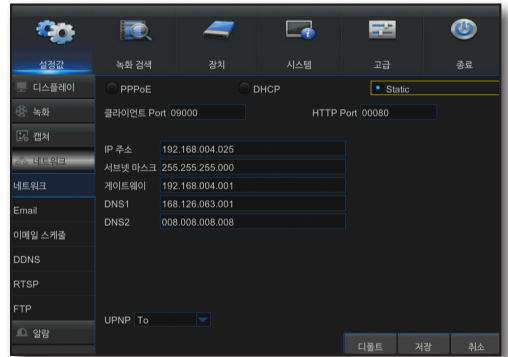 설정값 녹화 검색 장치 시스템 고급 종료
디스플레이
녹화
캡처
네트워크
네트워크
Email
이메일 스케줄
DDNS
RTSP
FTP
알람
PPPoE DHCP Static
클라이언트 Port 09000 HTTP Port 00080
IP 주소 192.168.004.025
서브넷 마스크 255.255.255.000
게이트웨이 192.168.004.001
DNS1 168.126.063.001
DNS2 008.008.008.008
UPNP To
디폴트 저장 취소